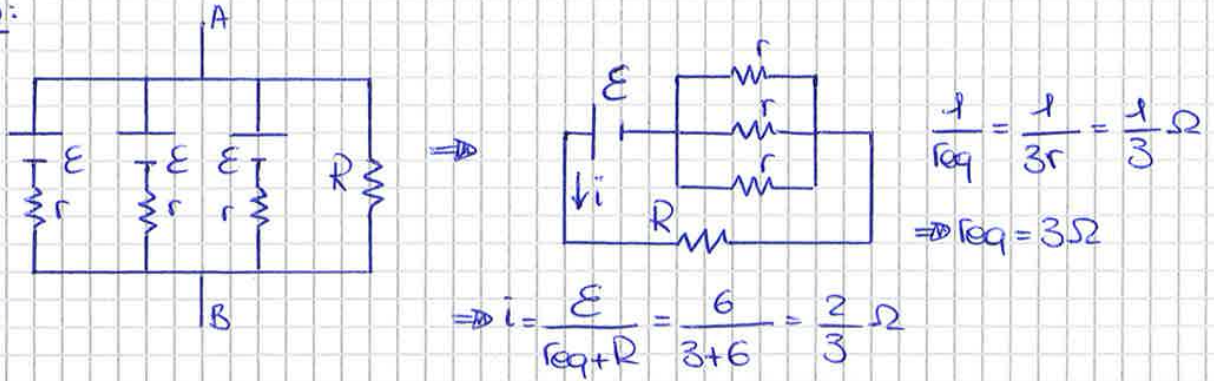 A
ε r
ε r
ε r
R
B
⇒
ε
r
r
r
↓i
R
1/req = 1/3r = 1/3 Ω
⇒ req = 3Ω
⇒ i = ε/(req+R) = 6/(3+6) = 2/3 Ω